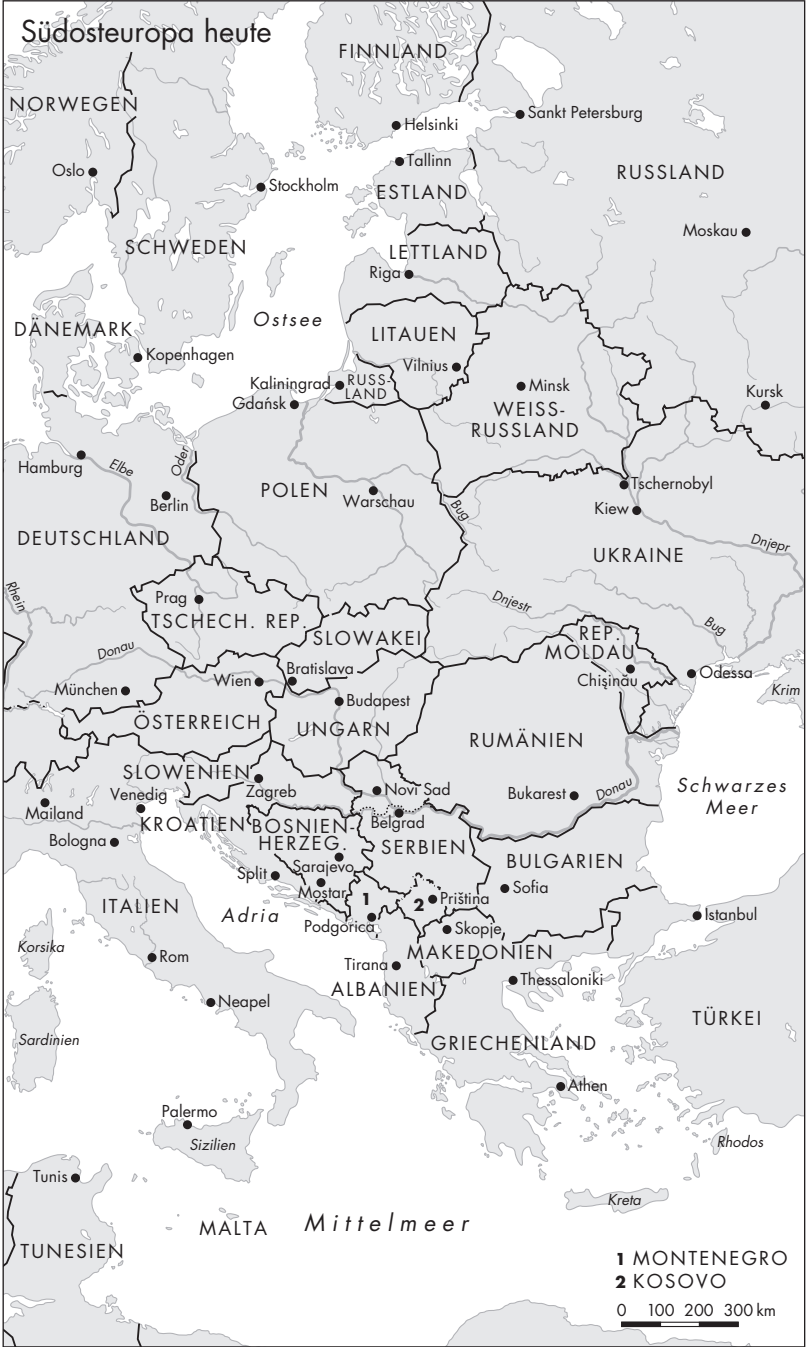 Südosteuropa heute
FINNLAND
NORWEGEN
Helsinki
Sankt Petersburg
Oslo
Tallinn
Stockholm
ESTLAND
RUSSLAND
Moskau
SCHWEDEN
LETTLAND
Riga
Ostsee
DÄNEMARK
LITAUEN
Kopenhagen
Vilnius
Kaliningrad
RUSS-
LAND
Minsk
Gdańsk
WEISS-
RUSSLAND
Kursk
Hamburg
Elbe
Oder
Berlin
POLEN
Warschau
Bug
Tschernobyl
Kiew
DEUTSCHLAND
UKRAINE
Dnjepr
Rhein
Prag
TSCHECH. REP.
Dnjestr
Bug
SLOWAKEI
REP.
MOLDAU
Donau
München
Wien
Bratislava
Chişinău
Odessa
Krim
Budapest
ÖSTERREICH
UNGARN
RUMÄNIEN
SLOWENIEN
Zagreb
Novi Sad
Bukarest
Donau
Schwarzes
Meer
Mailand
Venedig
KROATIEN
BOSNIEN-
HERZEG.
Belgrad
Bologna
SERBIEN
BULGARIEN
Sarajevo
Split
Mostar
Sofia
ITALIEN
Adria
1
2
Priština
Podgorica
Skopje
Istanbul
Korsika
Rom
MAKEDONIEN
Tirana
ALBANIEN
Thessaloniki
Neapel
TÜRKEI
Sardinien
GRIECHENLAND
Athen
Palermo
Sizilien
Rhodos
Tunis
Kreta
MALTA
Mittelmeer
TUNESIEN
1 MONTENEGRO
2 KOSOVO
0 100 200 300 km